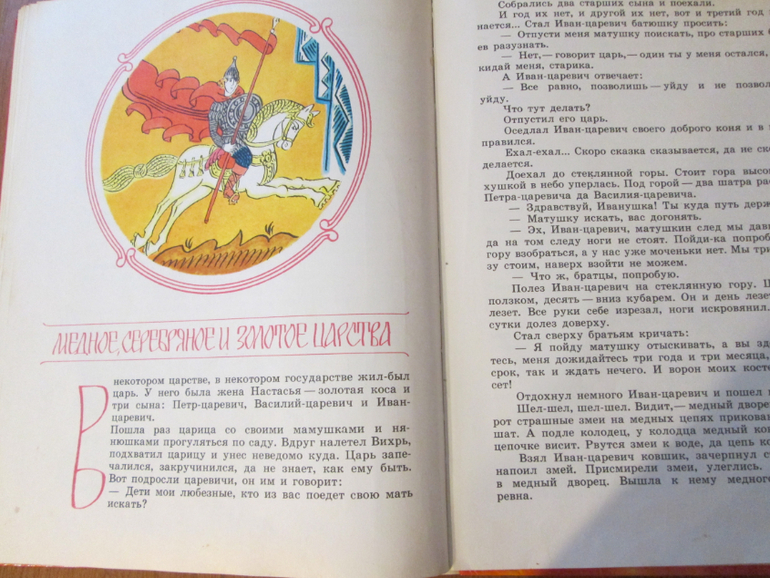 МЕДНОЕ, СЕРЕБРЯНОЕ И ЗОЛОТОЕ ЦАРСТВА
В некотором царстве, в некотором государстве жил-был
царь. У него была жена Настасья — золотая коса и
три сына: Петр-царевич, Василий-царевич и Иван-
царевич.
Пошла раз царица со своими мамушками и ня-
нюшками прогуляться по саду. Вдруг налетел Вихрь,
подхватил царицу и унес неведомо куда. Царь запе-
чалился, закручинился, да не знает, как ему быть.
Вот подросли царевичи, он им и говорит:
— Дети мои любезные, кто из вас поедет свою мать
искать?
Собрались два старших сына и поехали.
И год их нет, и другой их нет, вот и третий год
нается... Стал Иван-царевич батюшку просить:
— Отпусти меня матушку поискать, про старших
ев разузнать.
— Нет,— говорит царь,— один ты у меня остался,
кидай меня, старика.
А Иван-царевич отвечает:
— Все равно, позволишь — уйду и не позвол
уйду.
Что тут делать?
Отпустил его царь.
Оседлал Иван-царевич своего доброго коня и в
правился.
Ехал-ехал... Скоро сказка сказывается, да не ско
делается.
Доехал до стеклянной горы. Стоит гора высок
хушкой в небо уперлась. Под горой — два шатра рас
Петра-царевича да Василия-царевича.
— Здравствуй, Иванушка! Ты куда путь держ
— Матушку искать, вас догонять.
— Эх, Иван-царевич, матушкин след мы давн
да на том следу ноги не стоят. Пойди-ка попроб
гору взобраться, а у нас уже моченьки нет. Мы три
зу стоим, наверх взойти не можем.
— Что ж, братцы, попробую.
Полез Иван-царевич на стеклянную гору. Ш
ползком, десять — вниз кубарем. Он и день лезет
лезет. Все руки себе изрезал, ноги искровянил.
сутки долез доверху.
Стал сверху братьям кричать:
— Я пойду матушку отыскивать, а вы зд
тесь, меня дожидайтесь три года и три месяца,
срок, так и ждать нечего. И ворон моих косте
сет!
Отдохнул немного Иван-царевич и пошел
Шел-шел, шел-шел. Видит,— медный дворе
рот страшные змеи на медных цепях прикован
шат. А подле колодец, у колодца медный ков
цепочке висит. Рвутся змеи к воде, да цепь ко
Взял Иван-царевич ковшик, зачерпнул с
напоил змей. Присмирели змеи, улеглись.
в медный дворец. Вышла к нему медного
ревна.